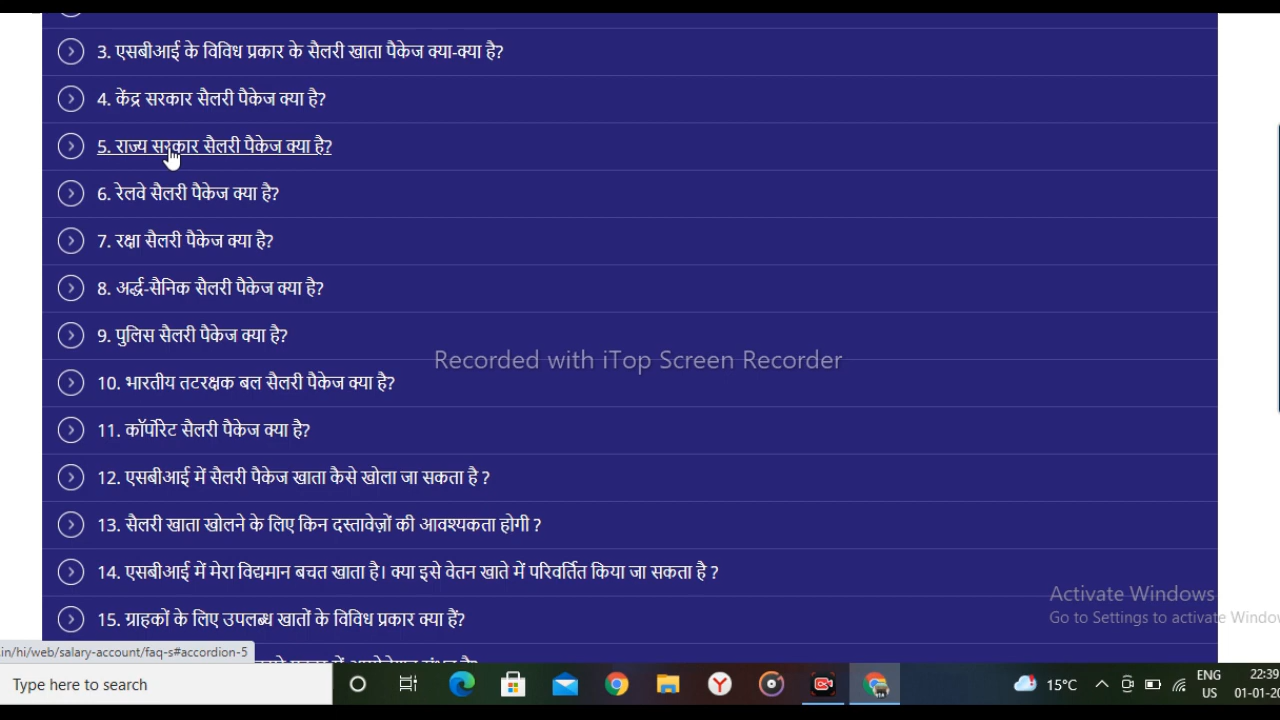 3. एसबीआई के विविध प्रकार के सैलरी खाता पैकेज क्या-क्या है?
4. केंद्र सरकार सैलरी पैकेज क्या है?
5. राज्य सरकार सैलरी पैकेज क्या है?
6. रेलवे सैलरी पैकेज क्या है?
7. रक्षा सैलरी पैकेज क्या है?
8. अर्द्ध-सैनिक सैलरी पैकेज क्या है?
9. पुलिस सैलरी पैकेज क्या है?
Recorded with iTop Screen Recorder
10. भारतीय तटरक्षक बल सैलरी पैकेज क्या है?
11. कॉर्पोरेट सैलरी पैकेज क्या है?
12. एसबीआई में सैलरी पैकेज खाता कैसे खोला जा सकता है ?
13. सैलरी खाता खोलने के लिए किन दस्तावेज़ों की आवश्यकता होगी ?
14. एसबीआई में मेरा विद्यमान बचत खाता है। क्या इसे वेतन खाते में परिवर्तित किया जा सकता है ?
Activate Windows
Go to Settings to activate Windo
15. ग्राहकों के लिए उपलब्ध खातों के विविध प्रकार क्या हैं?
.in/hi/web/salary-account/faq-s#accordion-5
Type here to search
15°C
ENG
US
22:39
01-01-20